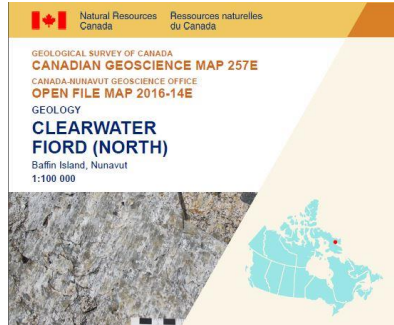 Natural Resources Ressources naturelles
Canada du Canada
GEOLOGICAL SURVEY OF CANADA
CANADIAN GEOSCIENCE MAP 257E
CANADA-NUNAVUT GEOSCIENCE OFFICE
OPEN FILE MAP 2016-14E
GEOLOGY
CLEARWATER
FIORD (NORTH)
Baffin Island, Nunavut
1:100 000